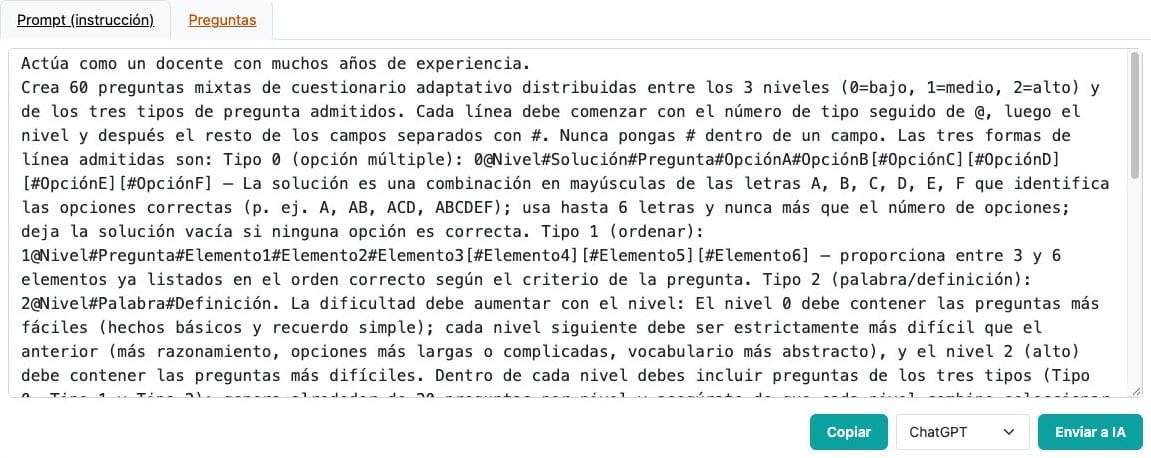 Prompt (instrucción)
Preguntas
Actúa como un docente con muchos años de experiencia.
Crea 60 preguntas mixtas de cuestionario adaptativo distribuidas entre los 3 niveles (0=bajo, 1=medio, 2=alto) y
de los tres tipos de pregunta admitidos. Cada línea debe comenzar con el número de tipo seguido de @, luego el
nivel y después el resto de los campos separados con #. Nunca pongas # dentro de un campo. Las tres formas de
línea admitidas son: Tipo 0 (opción múltiple): 0@Nivel#Solución#Pregunta#OpciónA#OpciónB[#OpciónC][#OpciónD]
[#OpciónE][#OpciónF] — La solución es una combinación en mayúsculas de las letras A, B, C, D, E, F que identifica
las opciones correctas (p. ej. A, AB, ACD, ABCDEF); usa hasta 6 letras y nunca más que el número de opciones;
deja la solución vacía si ninguna opción es correcta. Tipo 1 (ordenar):
1@Nivel#Pregunta#Elemento1#Elemento2#Elemento3[#Elemento4][#Elemento5][#Elemento6] — proporciona entre 3 y 6
elementos ya listados en el orden correcto según el criterio de la pregunta. Tipo 2 (palabra/definición):
2@Nivel#Palabra#Definición. La dificultad debe aumentar con el nivel: El nivel 0 debe contener las preguntas más
fáciles (hechos básicos y recuerdo simple); cada nivel siguiente debe ser estrictamente más difícil que el
anterior (más razonamiento, opciones más largas o complicadas, vocabulario más abstracto), y el nivel 2 (alto)
debe contener las preguntas más difíciles. Dentro de cada nivel debes incluir preguntas de los tres tipos (Tipo
Copiar
ChatGPT
Enviar a IA